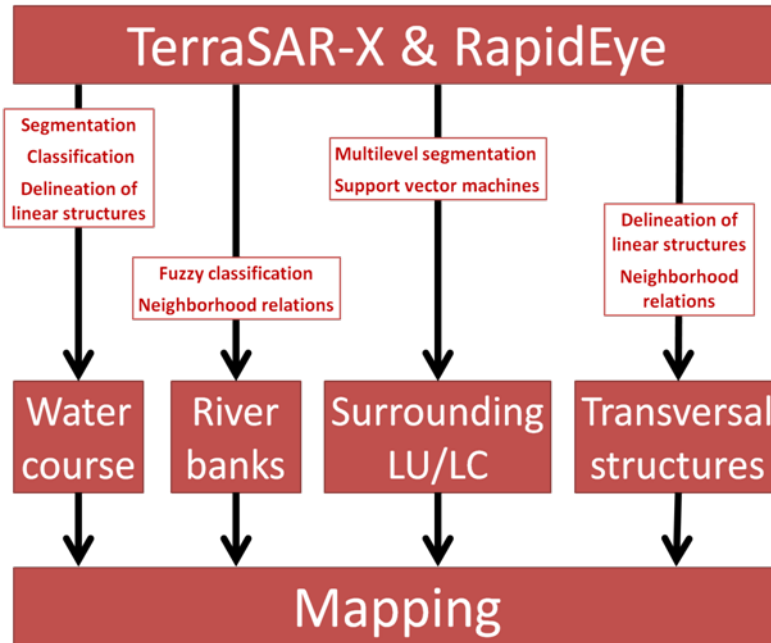 TerraSAR-X & RapidEye
Segmentation
Classification
Delineation of
linear structures
Fuzzy classification
Neighborhood relations
Multilevel segmentation
Support vector machines
Delineation of
linear structures
Neighborhood
relations
Water
course
River
banks
Surrounding
LU/LC
Transversal
structures
Mapping